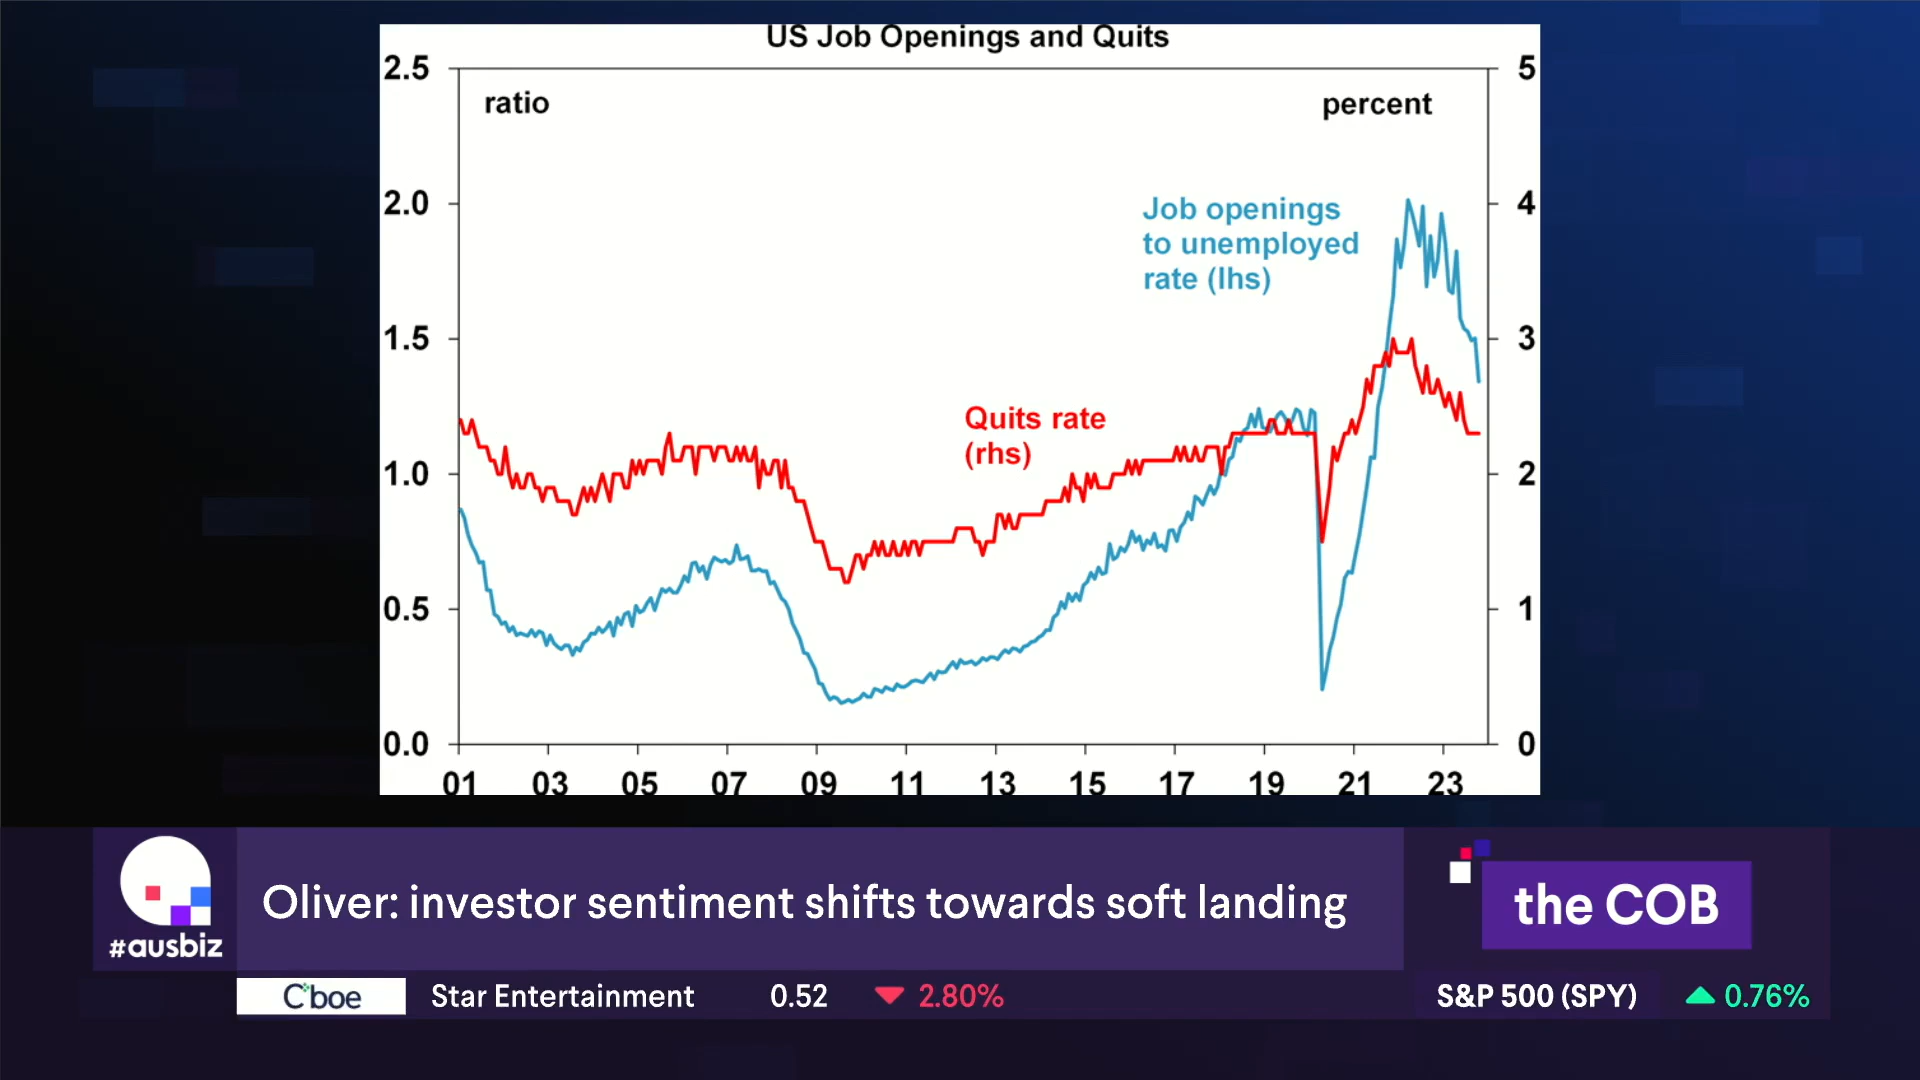 US Job Openings and Quits
2.5
5
ratio
percent
2.0
4
Job openings
to unemployed
rate (lhs)
1.5
3
Quits rate
(rhs)
1.0
2
0.5
1
0.0
0
01 03 05 07 09 11 13 15 17 19 21 23
Oliver: investor sentiment shifts towards soft landing
the COB
#ausbiz
Cboe
Star Entertainment 0.52 2.80%
S&P 500 (SPY) 0.76%